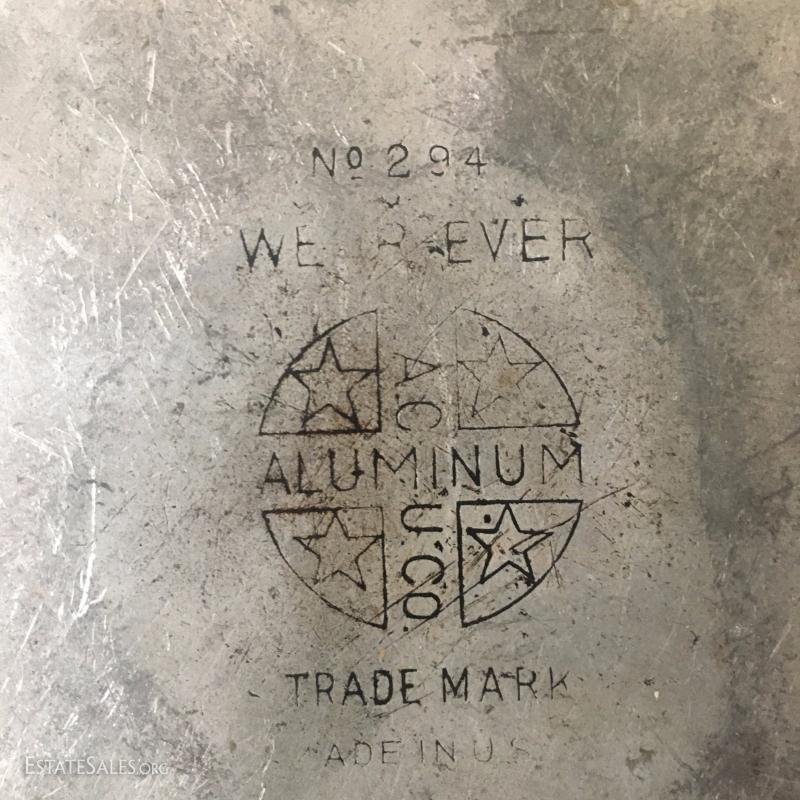 Nº 294
WE R-EVER
AC
ALUMINUM
U.CO
TRADE MARK
ADE IN U.S
ESTATESALES.ORG